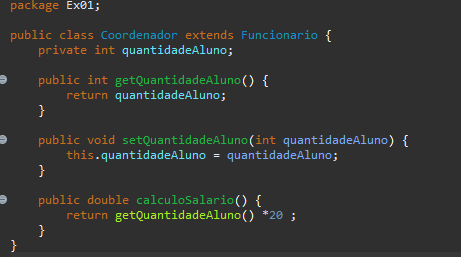 package Ex01;
public class Coordenador extends Funcionario {
private int quantidadeAluno;
public int getQuantidadeAluno() {
return quantidadeAluno;
}
public void setQuantidadeAluno(int quantidadeAluno) {
this.quantidadeAluno = quantidadeAluno;
}
public double calculoSalario() {
return getQuantidadeAluno() *20 ;
}
}